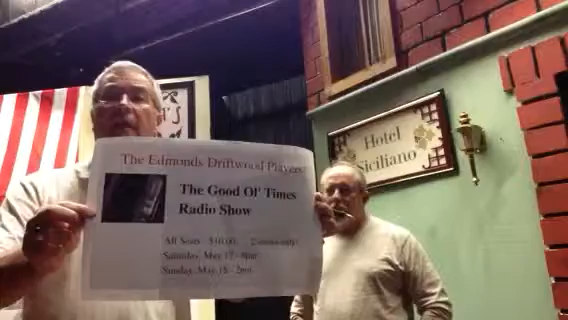 The Edmonds Driftwood Players
The Good Ol' Times
Radio Show
All Seats - $10.00
Saturday, May 17 - 8pm
Sunday, May 18 - 2pm
Hotel
Siciliano